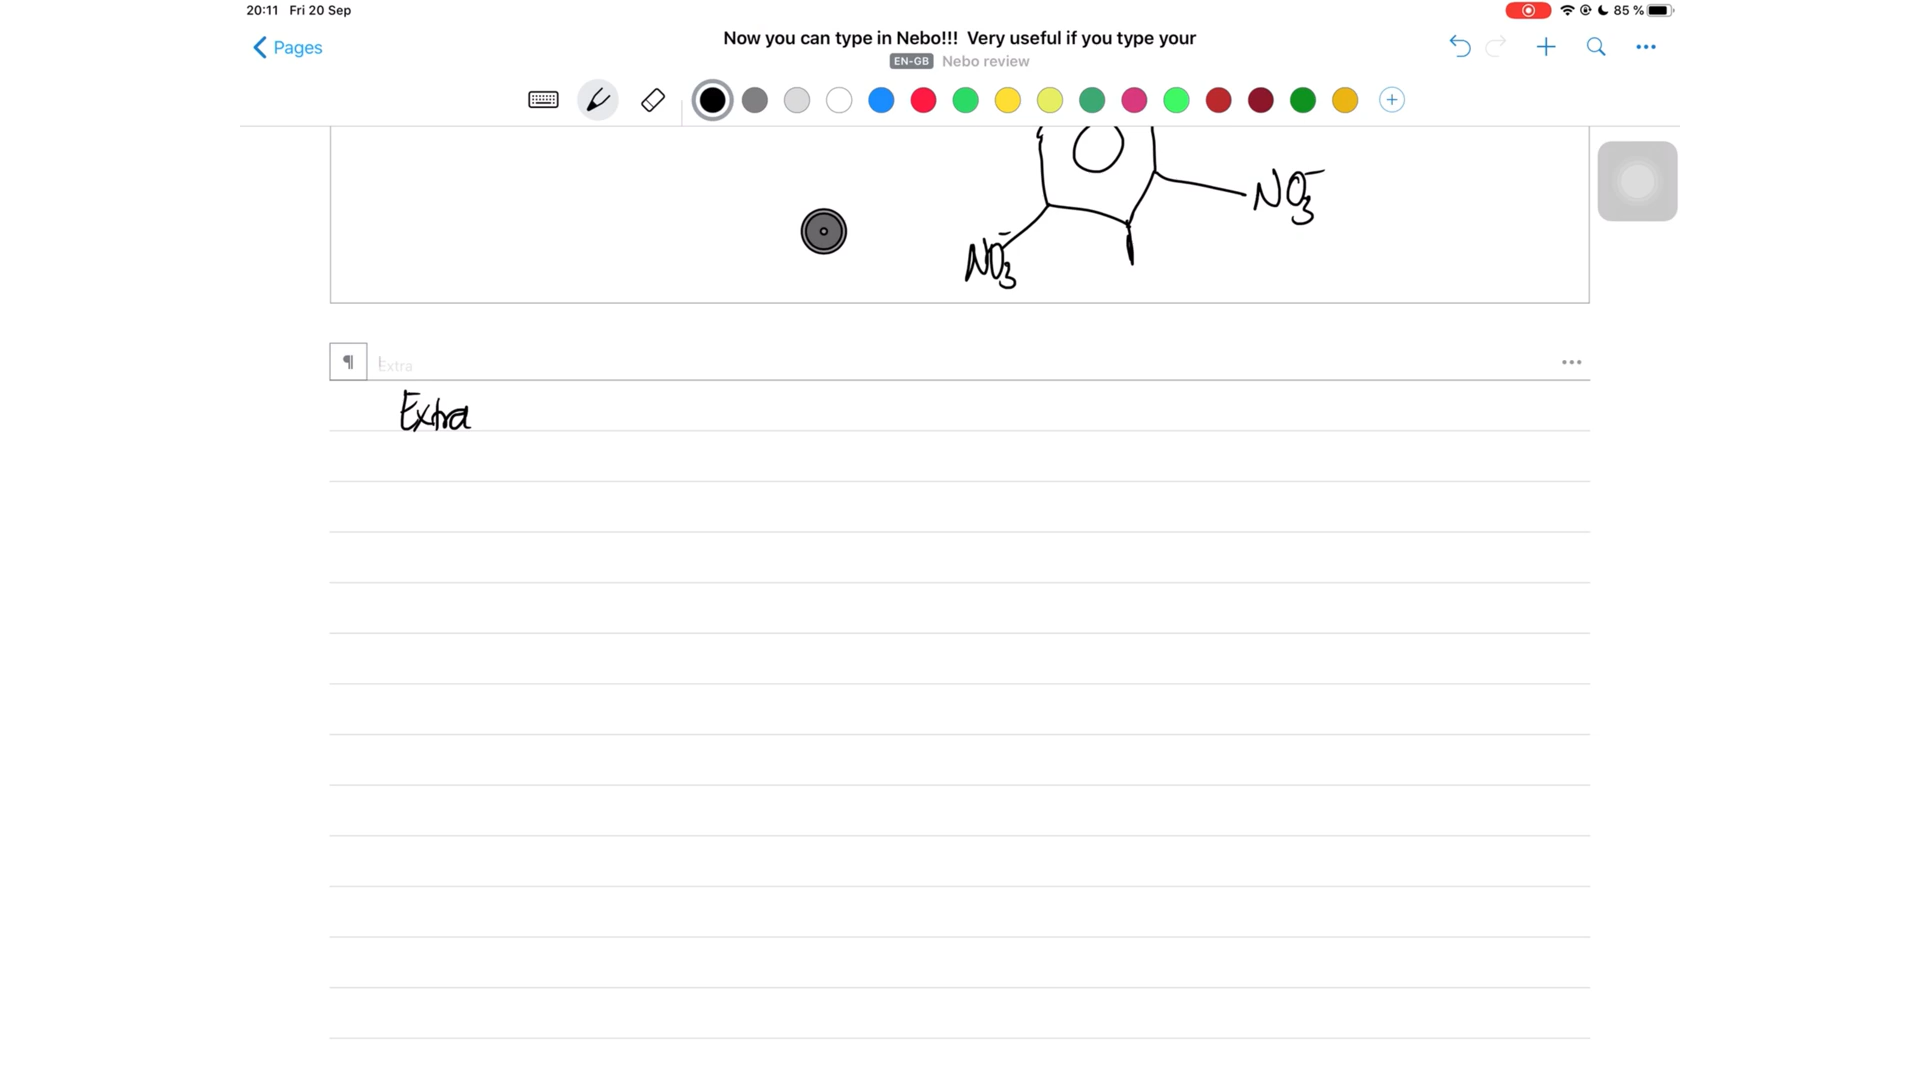 20:11 Fri 20 Sep
85 %
Pages
Now you can type in Nebo!!! Very useful if you type your
EN-GB Nebo review
NO₃⁻
NO₃⁻
¶ Extra
Extra